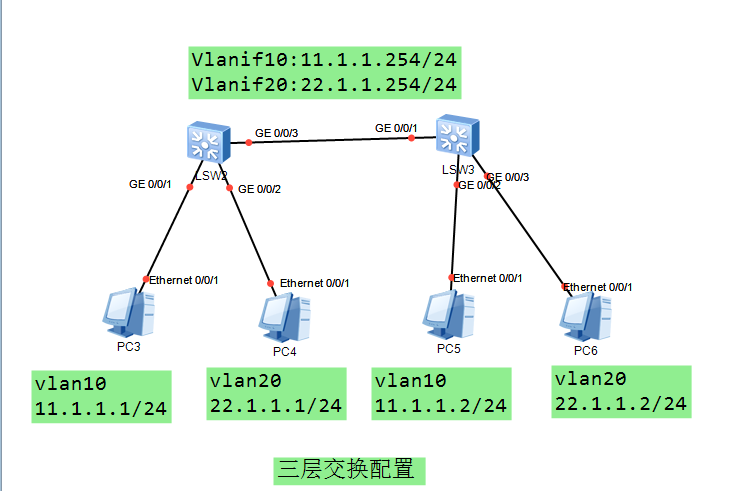 Vlanif10:11.1.1.254/24
Vlanif20:22.1.1.254/24
GE 0/0/3
GE 0/0/1
LSW2
LSW3
GE 0/0/1
GE 0/0/2
GE 0/0/2
GE 0/0/3
Ethernet 0/0/1
Ethernet 0/0/1
Ethernet 0/0/1
Ethernet 0/0/1
PC3
PC4
PC5
PC6
vlan10
11.1.1.1/24
vlan20
22.1.1.1/24
vlan10
11.1.1.2/24
vlan20
22.1.1.2/24
三层交换配置